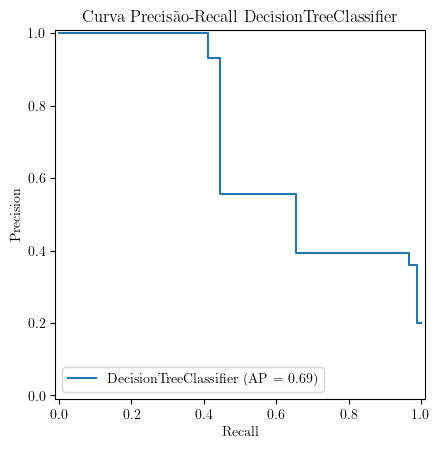 Curva Precisão-Recall DecisionTreeClassifier
1.0
0.8
0.6
0.4
0.2
0.0
Precision
DecisionTreeClassifier (AP = 0.69)
0.0 0.2 0.4 0.6 0.8 1.0
Recall